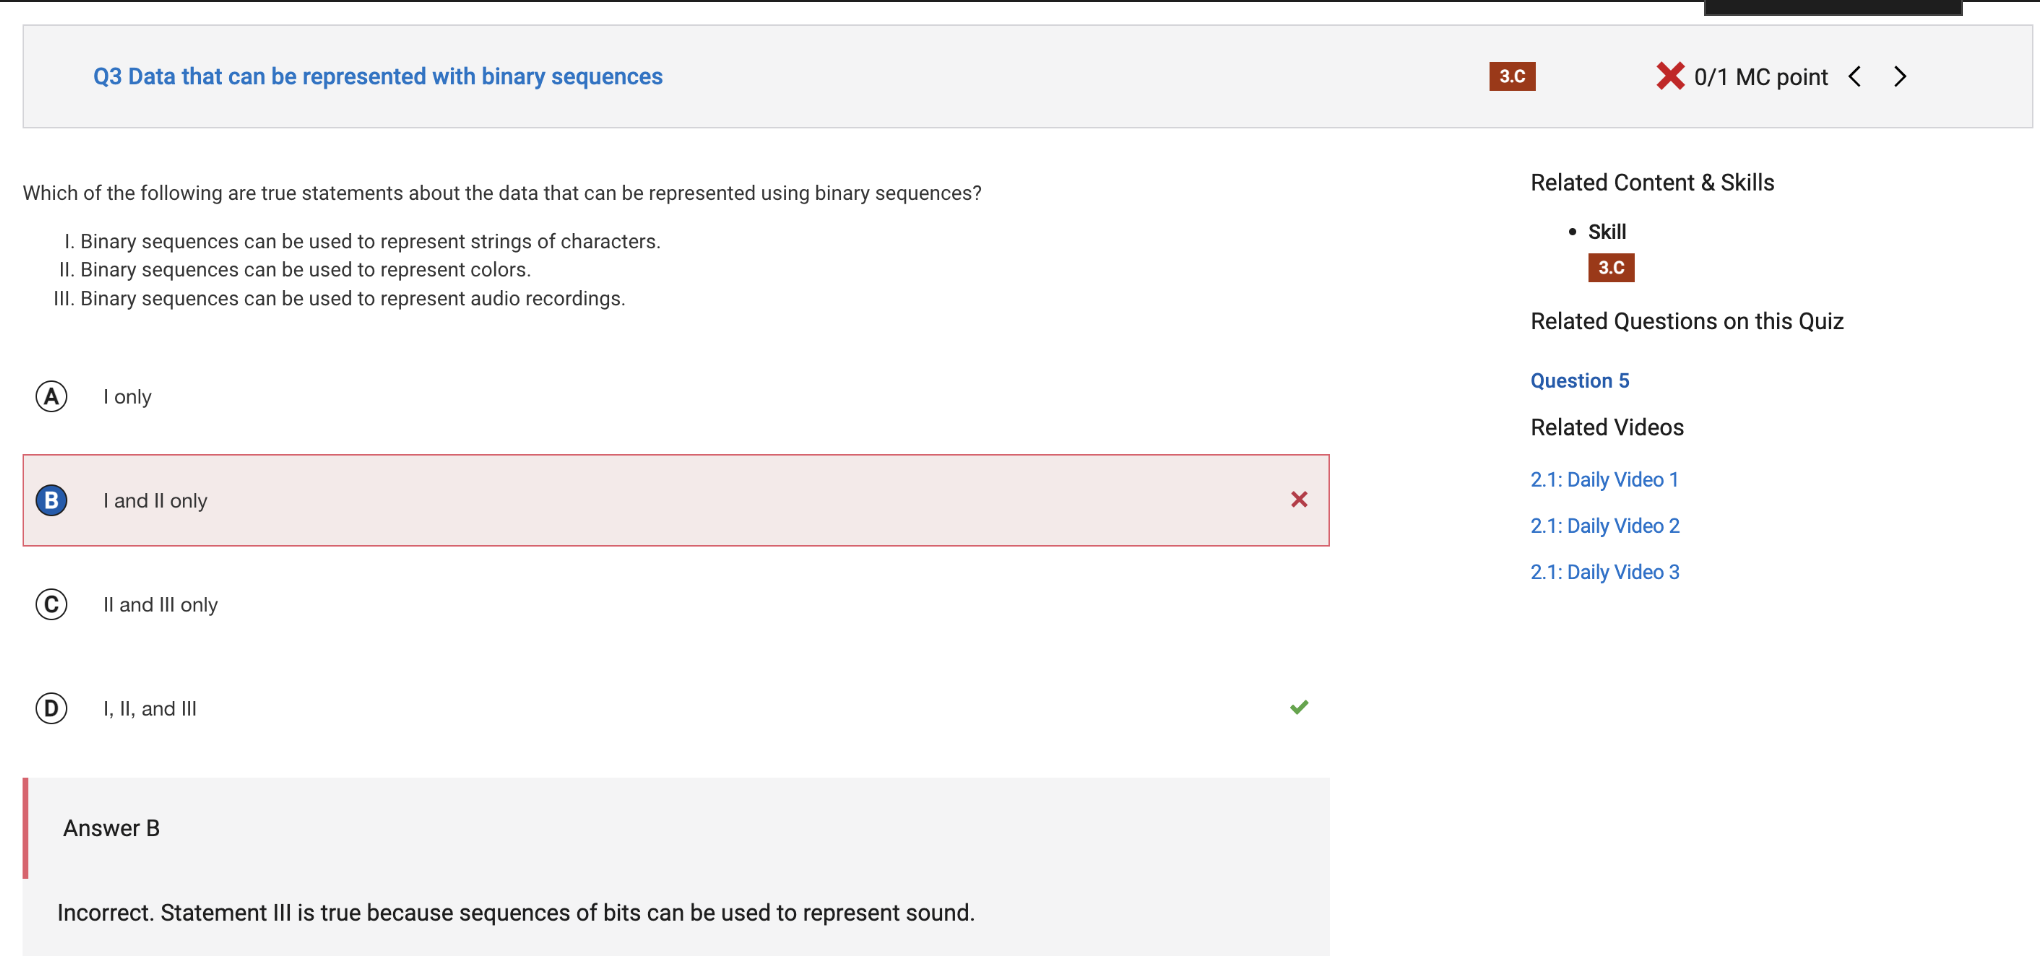 Q3 Data that can be represented with binary sequences
3.C
0/1 MC point
Which of the following are true statements about the data that can be represented using binary sequences?
I. Binary sequences can be used to represent strings of characters.
II. Binary sequences can be used to represent colors.
III. Binary sequences can be used to represent audio recordings.
A I only
B I and II only
C II and III only
D I, II, and III
Answer B
Incorrect. Statement III is true because sequences of bits can be used to represent sound.
Related Content & Skills
• Skill
3.C
Related Questions on this Quiz
Question 5
Related Videos
2.1: Daily Video 1
2.1: Daily Video 2
2.1: Daily Video 3